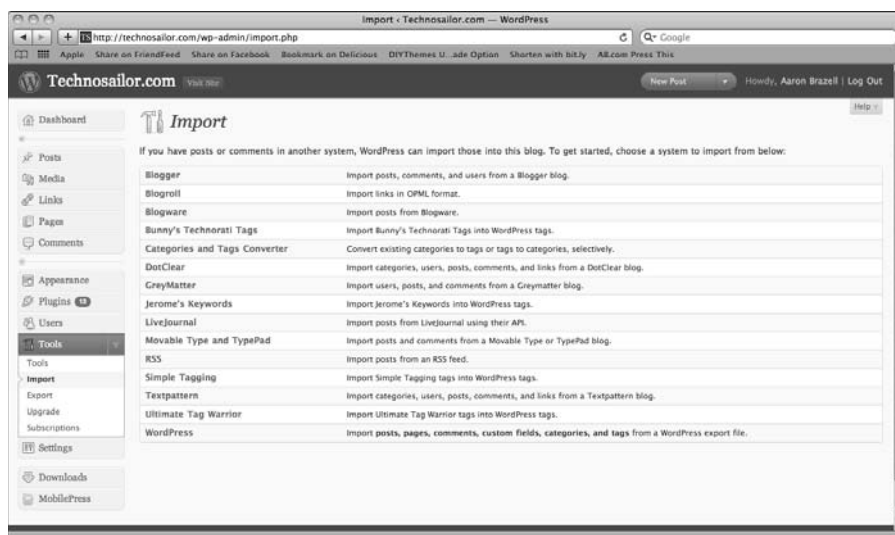 Import ‹ Technosailor.com — WordPress
http://technosailor.com/wp-admin/import.php
Google
Apple Share on FriendFeed Share on Facebook Bookmark on Delicious DIYThemes U...ade Option Shorten with bit.ly All.com Press This
Technosailor.com Visit Site
New Post
Howdy, Aaron Brazell | Log Out
Help
Dashboard
Posts
Media
Links
Pages
Comments
Appearance
Plugins
Users
Tools
Tools
Import
Export
Upgrade
Subscriptions
Settings
Downloads
MobilePress
Import
If you have posts or comments in another system, WordPress can import those into this blog. To get started, choose a system to import from below:
Blogger Import posts, comments, and users from a Blogger blog.
Blogroll Import links in OPML format.
Blogware Import posts from Blogware.
Bunny's Technorati Tags Import Bunny's Technorati Tags into WordPress tags.
Categories and Tags Converter Convert existing categories to tags or tags to categories, selectively.
DotClear Import categories, users, posts, comments, and links from a DotClear blog.
GreyMatter Import users, posts, and comments from a Greymatter blog.
Jerome's Keywords Import Jerome's Keywords into WordPress tags.
LiveJournal Import posts from LiveJournal using their API.
Movable Type and TypePad Import posts and comments from a Movable Type or TypePad blog.
RSS Import posts from an RSS feed.
Simple Tagging Import Simple Tagging tags into WordPress tags.
Textpattern Import categories, users, posts, comments, and links from a Textpattern blog.
Ultimate Tag Warrior Import Ultimate Tag Warrior tags into WordPress tags.
WordPress Import posts, pages, comments, custom fields, categories, and tags from a WordPress export file.